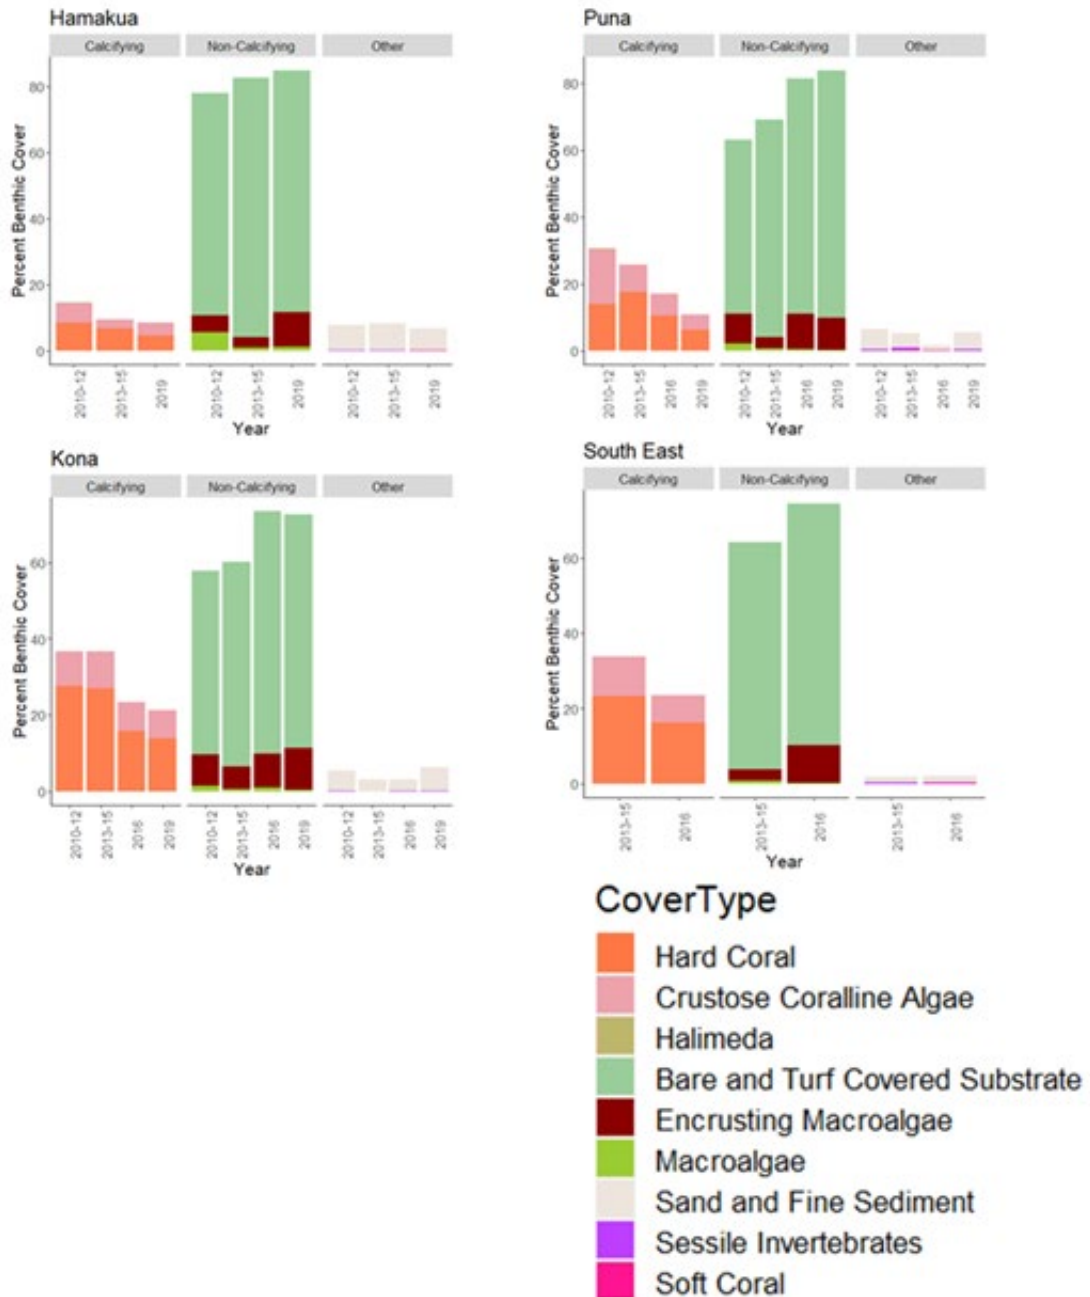 Hamakua
Calcifying Non-Calcifying Other
Percent Benthic Cover
80
60
40
20
0
2010-12 2013-15 2019 2010-12 2013-15 2019 2010-12 2013-15 2019
Year
Puna
Calcifying Non-Calcifying Other
Percent Benthic Cover
80
60
40
20
0
2010-12 2013-15 2016 2019 2010-12 2013-15 2016 2019 2010-12 2013-15 2016 2019
Year
Kona
Calcifying Non-Calcifying Other
Percent Benthic Cover
60
40
20
0
2010-12 2013-15 2016 2019 2010-12 2013-15 2016 2019 2010-12 2013-15 2016 2019
Year
South East
Calcifying Non-Calcifying Other
Percent Benthic Cover
60
40
20
0
2013-15 2016 2013-15 2016 2013-15 2016
Year
CoverType
Hard Coral
Crustose Coralline Algae
Halimeda
Bare and Turf Covered Substrate
Encrusting Macroalgae
Macroalgae
Sand and Fine Sediment
Sessile Invertebrates
Soft Coral